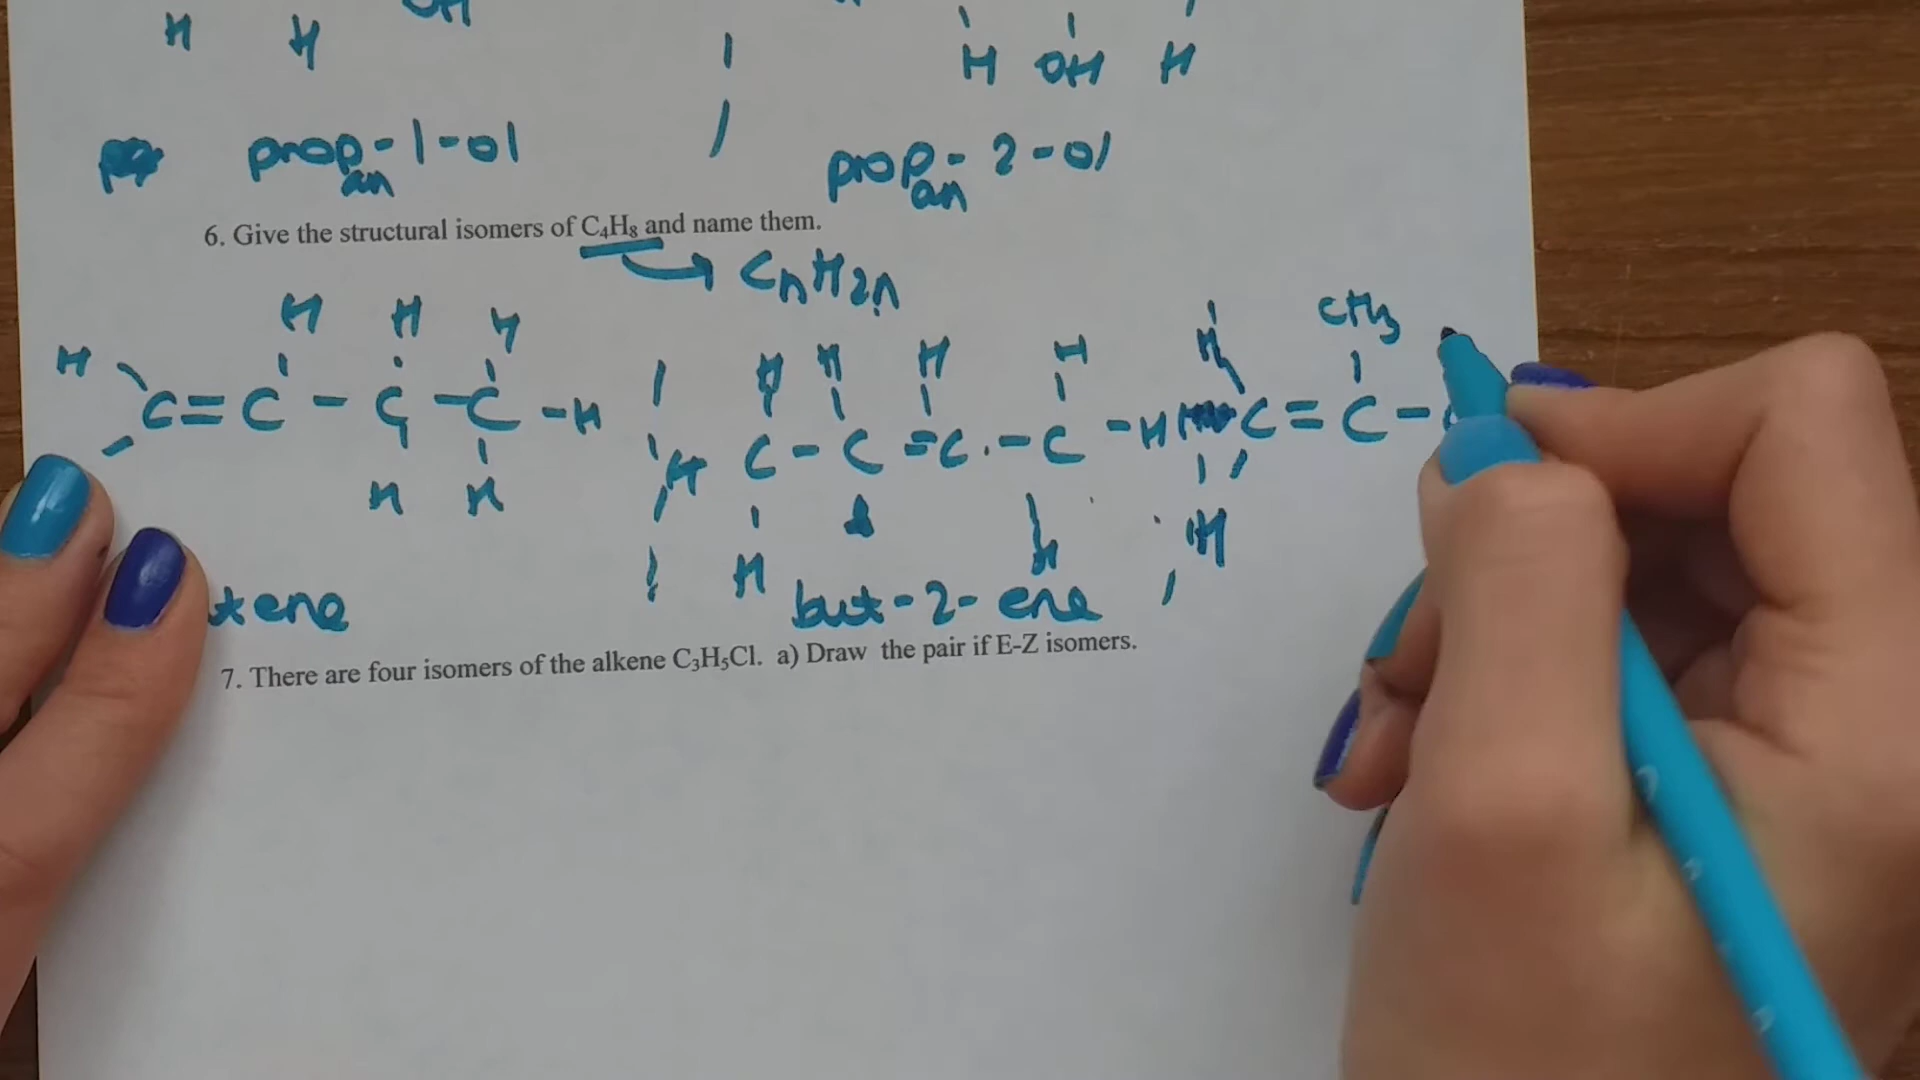 H H OH H OH H
prop-1-ol prop-2-ol
an an
6. Give the structural isomers of C₄H₈ and name them.
CnH2n
H H H H H H H H H CH₃
C=C-C-C-H H C-C=C-C-H C=C-
H H H H H
tene but-2-ene
7. There are four isomers of the alkene C₃H₅Cl. a) Draw the pair if E-Z isomers.